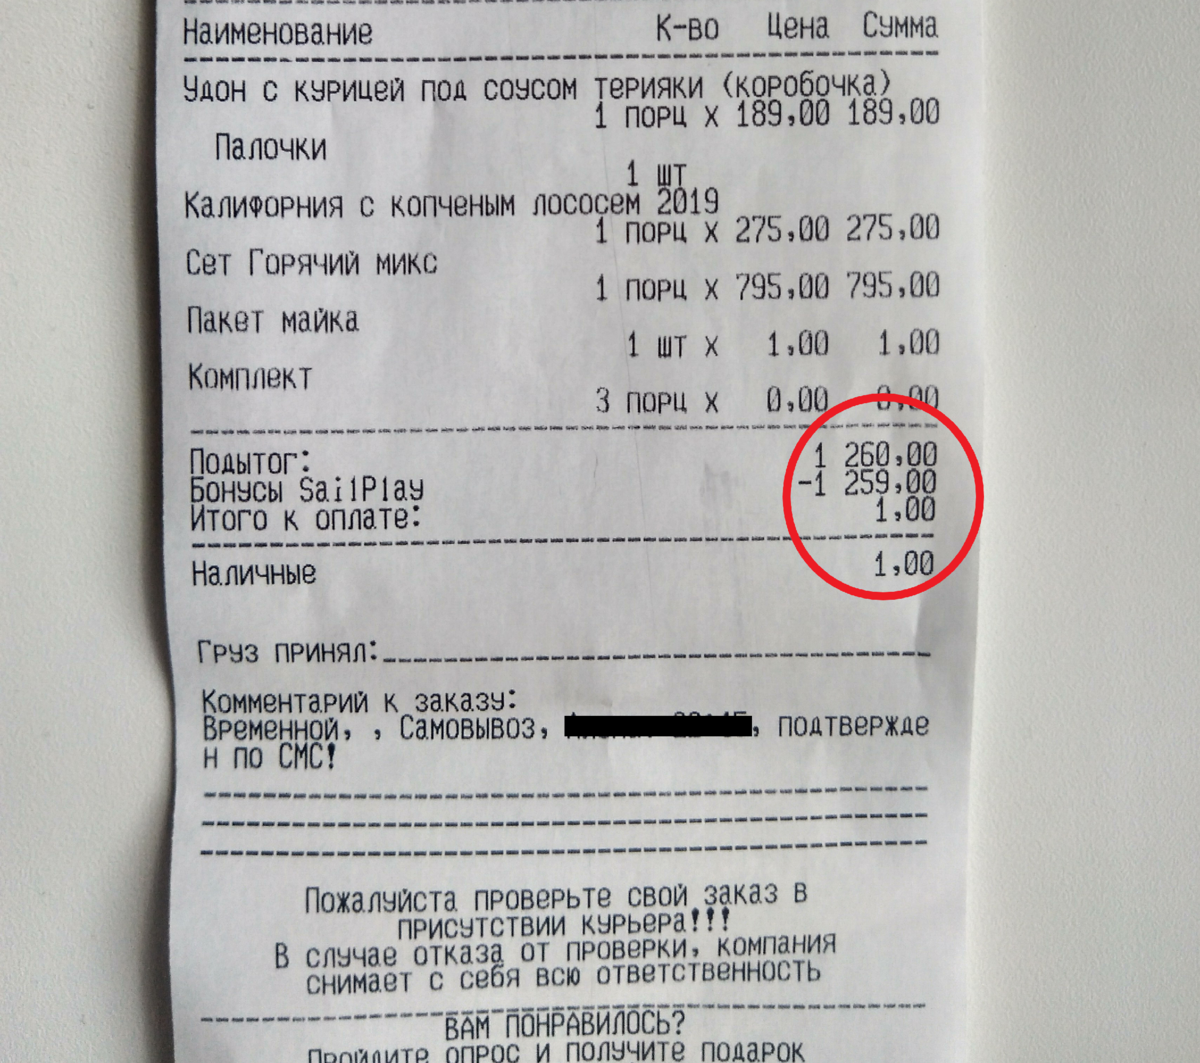 Наименование К-во Цена Сумма
Удон с курицей под соусом терияки (коробочка)
1 порц х 189,00 189,00
Палочки
1 шт
Калифорния с копченым лососем 2019
1 порц х 275,00 275,00
Сет Горячий микс
1 порц х 795,00 795,00
Пакет майка
1 шт х 1,00 1,00
Комплект
3 порц х 0,00 0,00
Подытог: 1 260,00
Бонусы SailPlay -1 259,00
Итого к оплате: 1,00
Наличные 1,00
Груз принял:
Комментарий к заказу:
Временной, , Самовывоз, , подтвержде
н по СМС!
Пожалуйста проверьте свой заказ в
присутствии курьера!!!
В случае отказа от проверки, компания
снимает с себя всю ответственность
ВАМ ПОНРАВИЛОСЬ?
Пройдите опрос и получите подарок